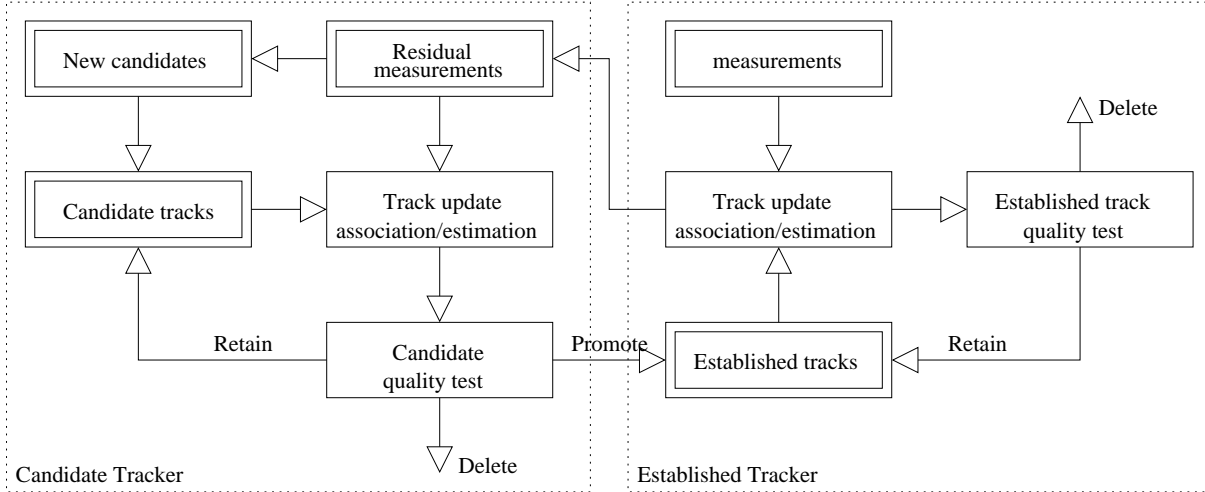 New candidates
Residual
measurements
measurements
Delete
Candidate tracks
Track update
association/estimation
Track update
association/estimation
Established track
quality test
Retain
Candidate
quality test
Promote
Established tracks
Retain
Delete
Candidate Tracker
Established Tracker